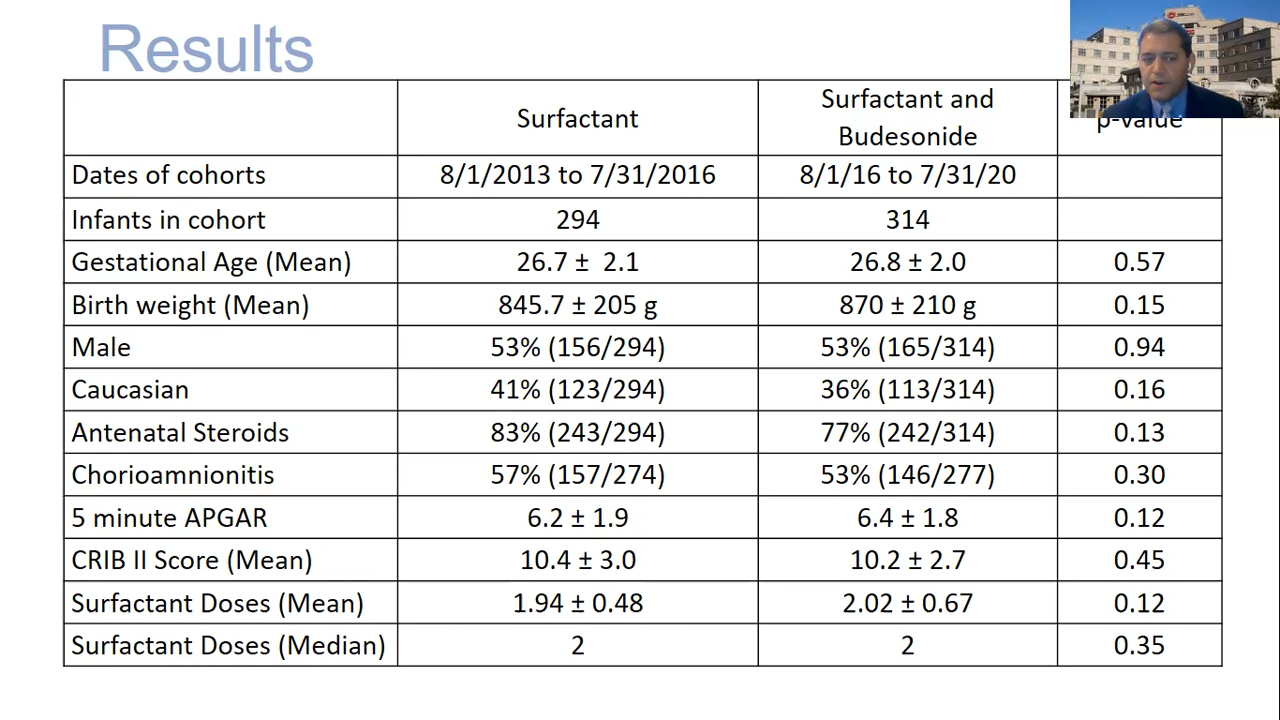 Results
Surfactant
Surfactant and
Budesonide
p-value
Dates of cohorts 8/1/2013 to 7/31/2016 8/1/16 to 7/31/20
Infants in cohort 294 314
Gestational Age (Mean) 26.7 ± 2.1 26.8 ± 2.0 0.57
Birth weight (Mean) 845.7 ± 205 g 870 ± 210 g 0.15
Male 53% (156/294) 53% (165/314) 0.94
Caucasian 41% (123/294) 36% (113/314) 0.16
Antenatal Steroids 83% (243/294) 77% (242/314) 0.13
Chorioamnionitis 57% (157/274) 53% (146/277) 0.30
5 minute APGAR 6.2 ± 1.9 6.4 ± 1.8 0.12
CRIB II Score (Mean) 10.4 ± 3.0 10.2 ± 2.7 0.45
Surfactant Doses (Mean) 1.94 ± 0.48 2.02 ± 0.67 0.12
Surfactant Doses (Median) 2 2 0.35